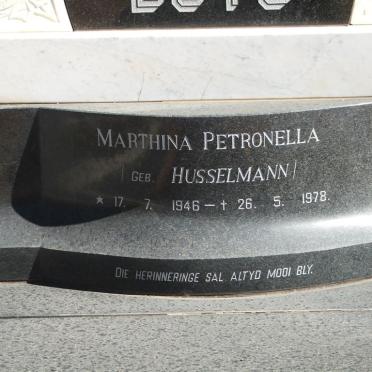 MARTHINA PETRONELLA
(GEB. HUSSELMANN)
* 17. 7. 1946 — † 26. 5. 1978.
DIE HERINNERINGE SAL ALTYD MOOI BLY.